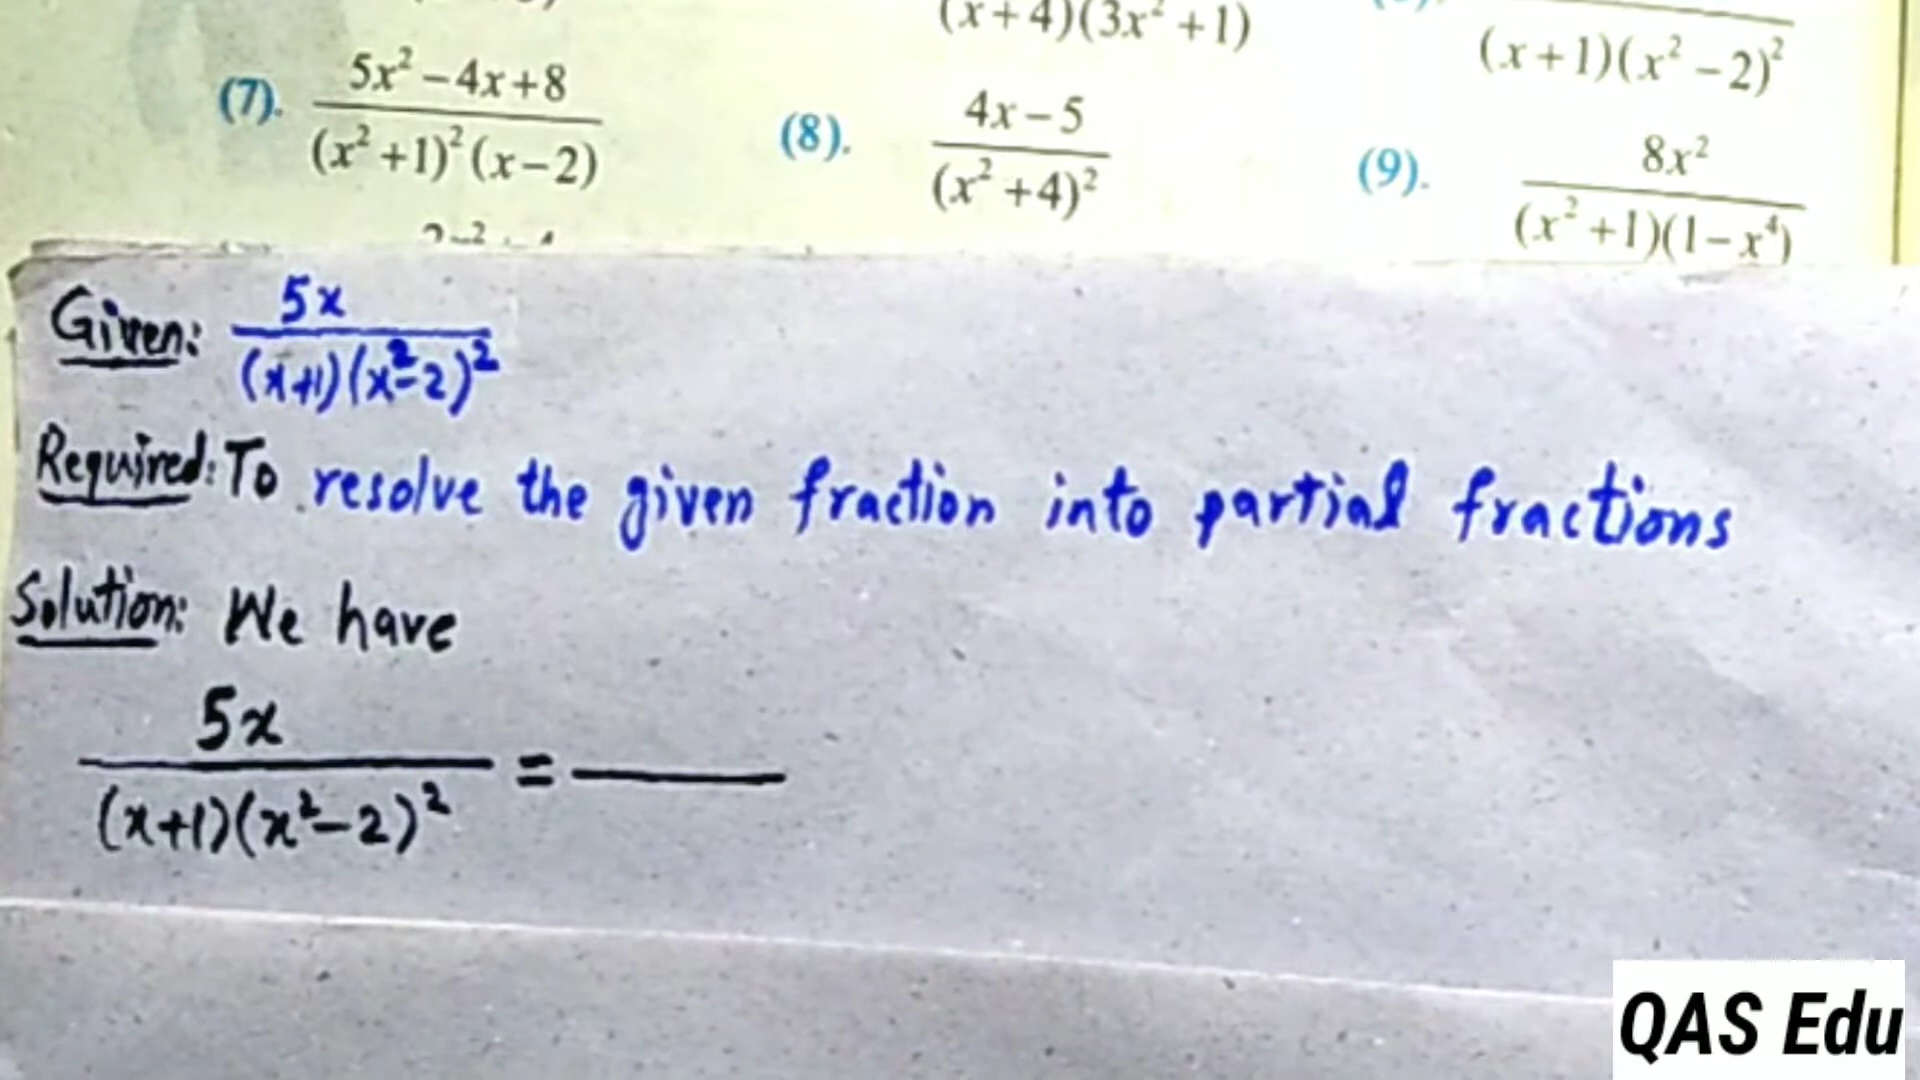 (x+4)(3x² +1)
(x+1)(x² −2)²
(7). (5x² −4x+8)/((x² +1)² (x−2))
(8). (4x−5)/((x² +4)²)
(9). (8x²)/((x² +1)(1−x⁴))
Given: 5x/((x+1)(x²-2)²)
Required: To resolve the given fraction into partial fractions
Solution: We have
5x/((x+1)(x²-2)²) = ―
QAS Edu